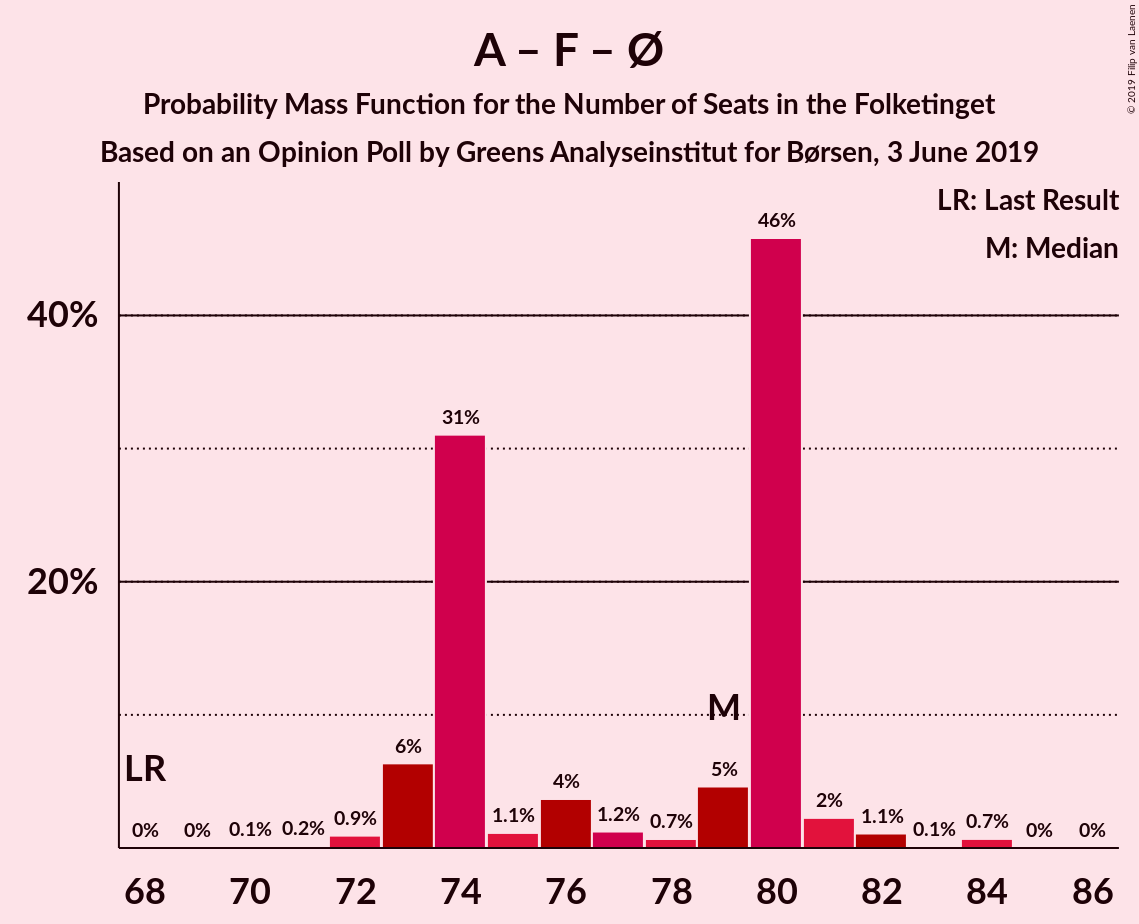 A – F – Ø
Probability Mass Function for the Number of Seats in the Folketinget
Based on an Opinion Poll by Greens Analyseinstitut for Børsen, 3 June 2019
© 2019 Filip van Laenen
LR: Last Result
M: Median
46%
40%
31%
20%
M
LR
6%
5%
4%
2%
0%
0%
0.1%
0.2%
0.9%
1.1%
1.2%
0.7%
1.1%
0.1%
0.7%
0%
0%
68 70 72 74 76 78 80 82 84 86